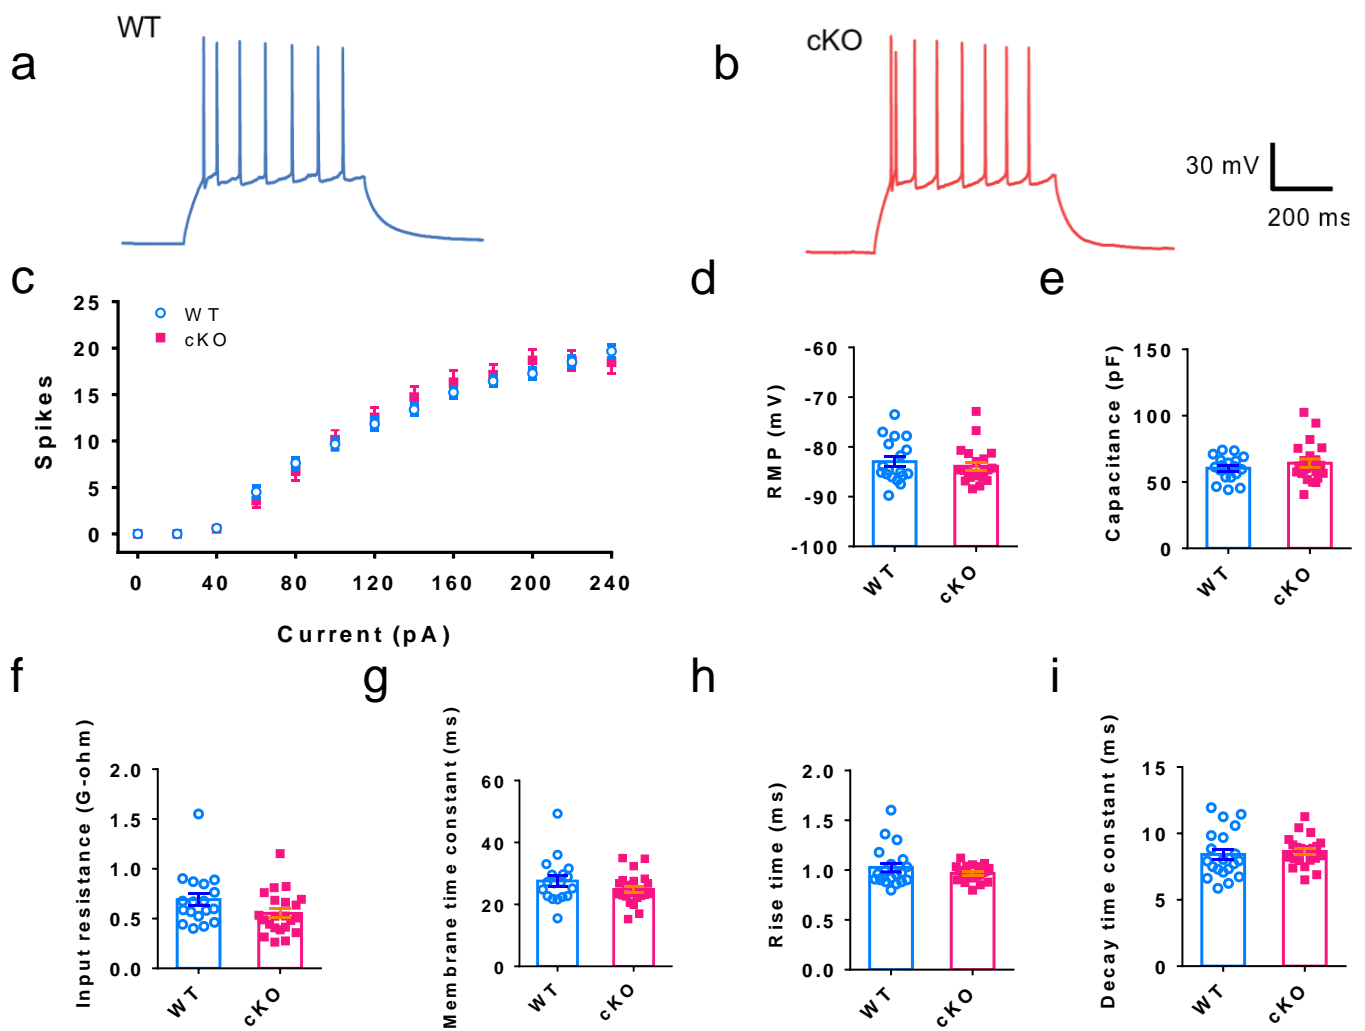 WT
a
cKO
b
30 mV
200 ms
c
25
20
15
10
5
0
Spikes
WT
cKO
0 40 80 120 160 200 240
Current (pA)
d
-60
-70
-80
-90
-100
RMP (mV)
WT
cKO
e
150
100
50
0
Capacitance (pF)
WT
cKO
f
2.0
1.5
1.0
0.5
0.0
Input resistance (G-ohm)
WT
cKO
g
60
40
20
0
Membrane time constant (ms)
WT
cKO
h
2.0
1.5
1.0
0.5
0.0
Rise time (ms)
WT
cKO
i
15
10
5
0
Decay time constant (ms)
WT
cKO